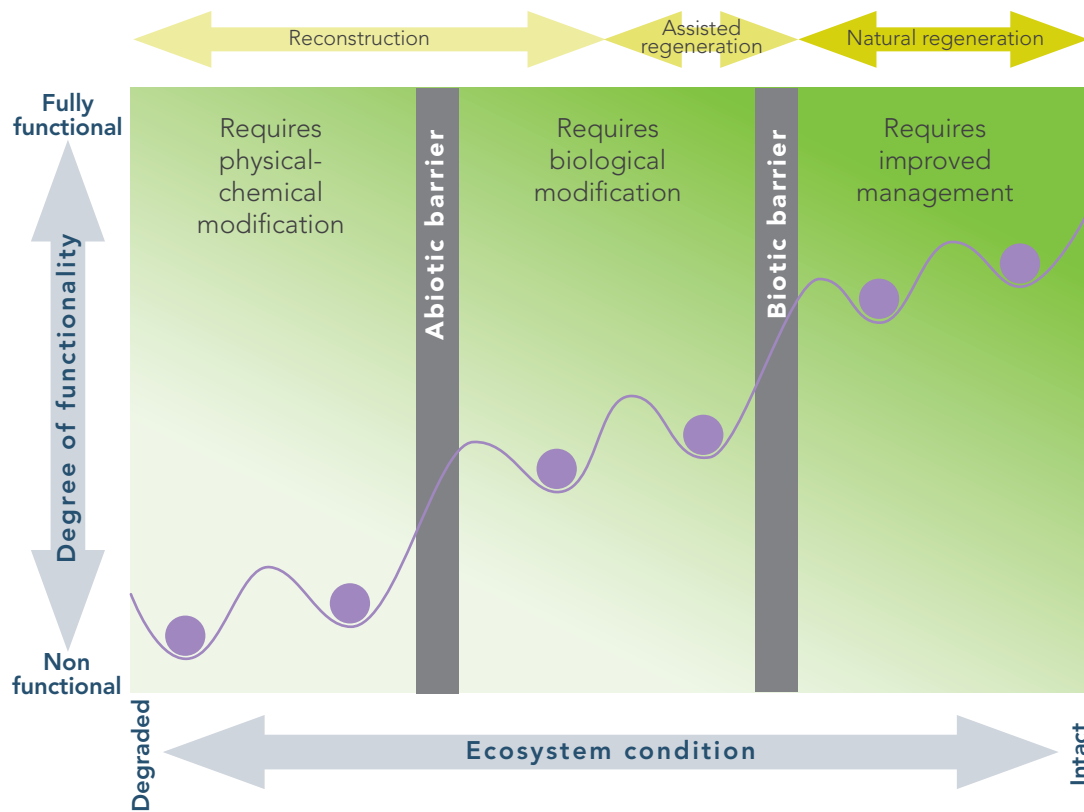 Reconstruction
Assisted
regeneration
Natural regeneration
Fully
functional
Degree of functionality
Non
functional
Requires
physical-
chemical
modification
Abiotic barrier
Requires
biological
modification
Biotic barrier
Requires
improved
management
Degraded
Ecosystem condition
Intact